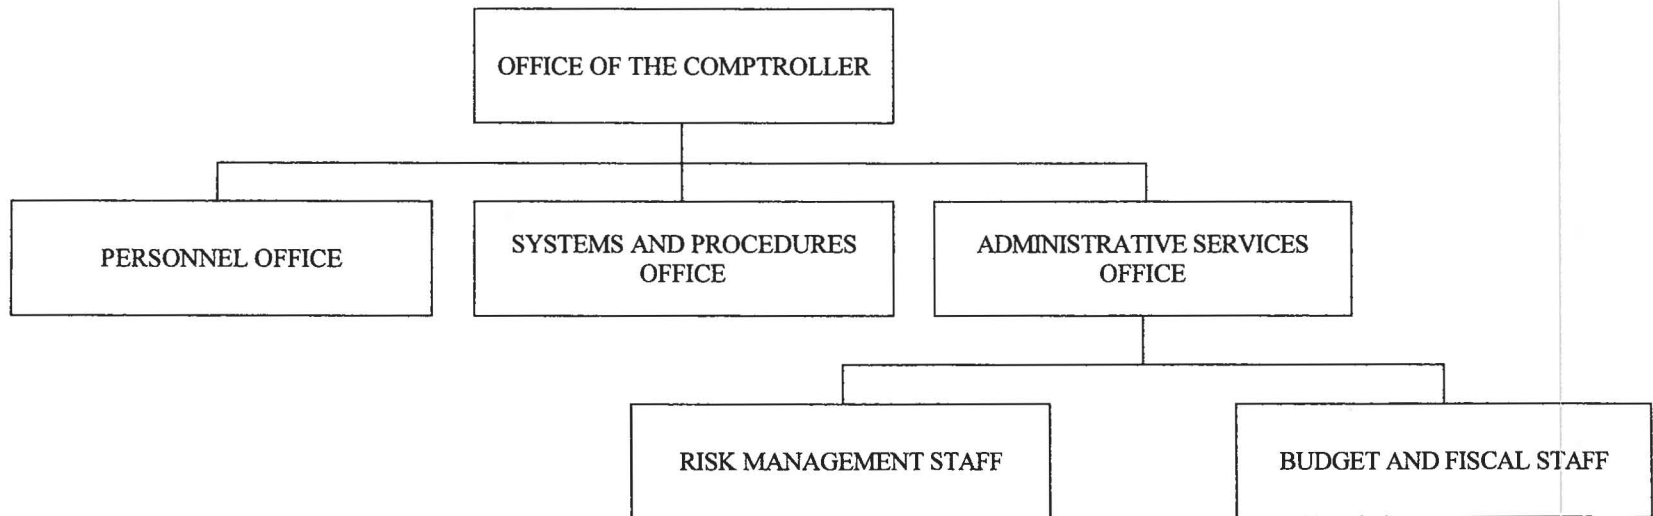 OFFICE OF THE COMPTROLLER
PERSONNEL OFFICE
SYSTEMS AND PROCEDURES
OFFICE
ADMINISTRATIVE SERVICES
OFFICE
RISK MANAGEMENT STAFF
BUDGET AND FISCAL STAFF